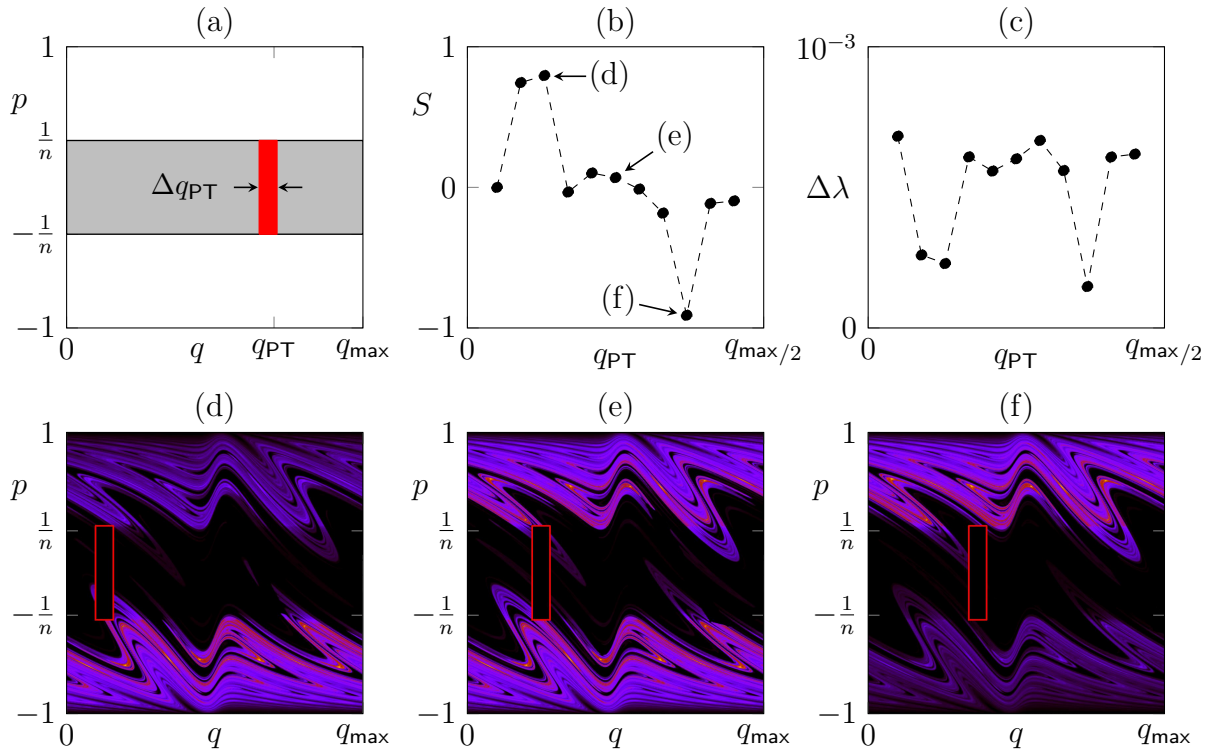 (a)
1
p
1/n
Δq_PT
−1/n
−1
0
q
q_PT
q_max
(b)
1
S
(d)
(e)
0
(f)
−1
0
q_PT
q_max/2
(c)
10^−3
Δλ
0
0
q_PT
q_max/2
(d)
1
p
1/n
−1/n
−1
0
q
q_max
(e)
1
p
1/n
−1/n
−1
0
q
q_max
(f)
1
p
1/n
−1/n
−1
0
q
q_max